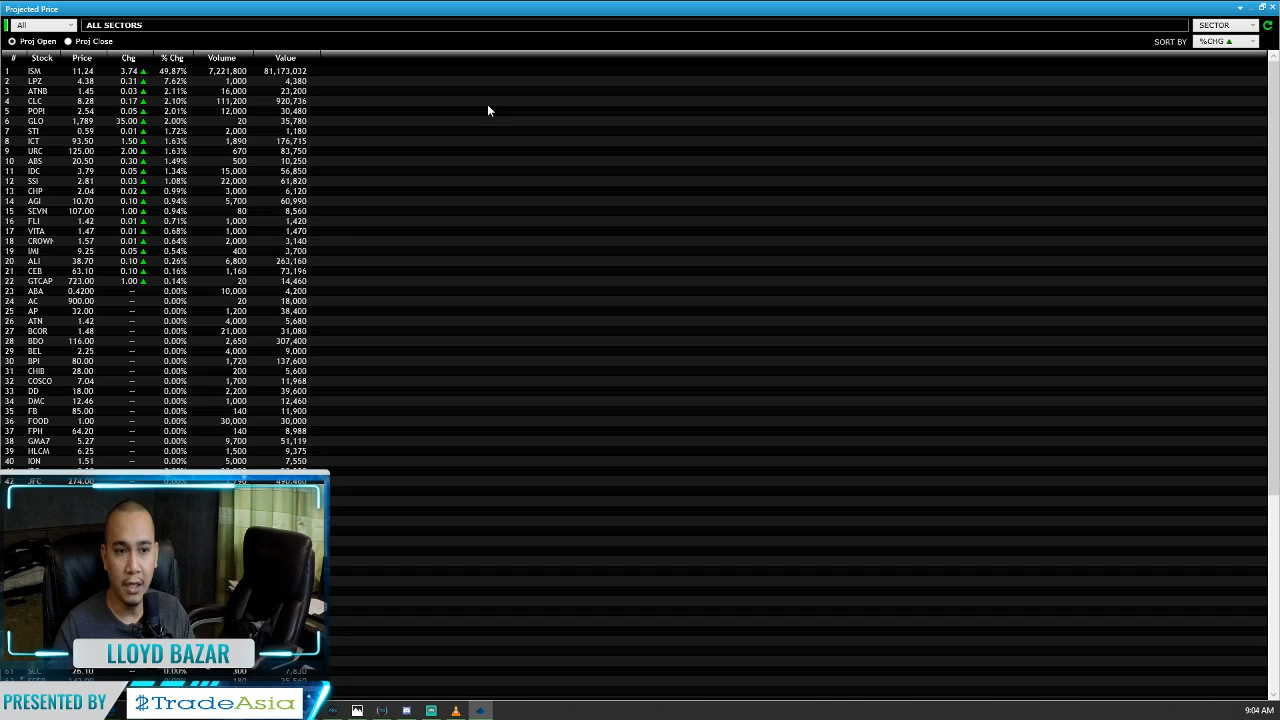 Projected Price
All ALL SECTORS SECTOR
Proj Open Proj Close SORT BY %CHG ▲
# Stock Price Chg % Chg Volume Value
1 ISM 11.24 3.74 ▲ 49.87% 7,221,800 81,173,032
2 LPZ 4.38 0.31 ▲ 7.62% 1,000 4,380
3 ATNB 1.45 0.03 ▲ 2.11% 16,000 23,200
4 CLC 8.28 0.17 ▲ 2.10% 111,200 920,736
5 POPI 2.54 0.05 ▲ 2.01% 12,000 30,480
6 GLO 1,789 35.00 ▲ 2.00% 20 35,780
7 STI 0.59 0.01 ▲ 1.72% 2,000 1,180
8 ICT 93.50 1.50 ▲ 1.63% 1,890 176,715
9 URC 125.00 2.00 ▲ 1.63% 670 83,750
10 ABS 20.50 0.30 ▲ 1.49% 500 10,250
11 IDC 3.79 0.05 ▲ 1.34% 15,000 56,850
12 SSI 2.81 0.03 ▲ 1.08% 22,000 61,820
13 CHP 2.04 0.02 ▲ 0.99% 3,000 6,120
14 AGI 10.70 0.10 ▲ 0.94% 5,700 60,990
15 SEVN 107.00 1.00 ▲ 0.94% 80 8,560
16 FLI 1.42 0.01 ▲ 0.71% 1,000 1,420
17 VITA 1.47 0.01 ▲ 0.68% 1,000 1,470
18 CROWN 1.57 0.01 ▲ 0.64% 2,000 3,140
19 IMI 9.25 0.05 ▲ 0.54% 400 3,700
20 ALI 38.70 0.10 ▲ 0.26% 6,800 263,160
21 CEB 63.10 0.10 ▲ 0.16% 1,160 73,196
22 GTCAP 723.00 1.00 ▲ 0.14% 20 14,460
23 ABA 0.4200 -- 0.00% 10,000 4,200
24 AC 900.00 -- 0.00% 20 18,000
25 AP 32.00 -- 0.00% 1,200 38,400
26 ATN 1.42 -- 0.00% 4,000 5,680
27 BCOR 1.48 -- 0.00% 21,000 31,080
28 BDO 116.00 -- 0.00% 2,650 307,400
29 BEL 2.25 -- 0.00% 4,000 9,000
30 BPI 80.00 -- 0.00% 1,720 137,600
31 CHIB 28.00 -- 0.00% 200 5,600
32 COSCO 7.04 -- 0.00% 1,700 11,968
33 DD 18.00 -- 0.00% 2,200 39,600
34 DMC 12.46 -- 0.00% 1,000 12,460
35 FB 85.00 -- 0.00% 140 11,900
36 FOOD 1.00 -- 0.00% 30,000 30,000
37 FPH 64.20 -- 0.00% 140 8,988
38 GMA7 5.27 -- 0.00% 9,700 51,119
39 HLCM 6.25 -- 0.00% 1,500 9,375
40 ION 1.51 -- 0.00% 5,000 7,550
42 JFC 274.00 -- 0.00% 1,790 490,460
LLOYD BAZAR
61 SCC 26.10 -- 0.00% 300 7,830
PRESENTED BY
$TradeAsia
9:04 AM